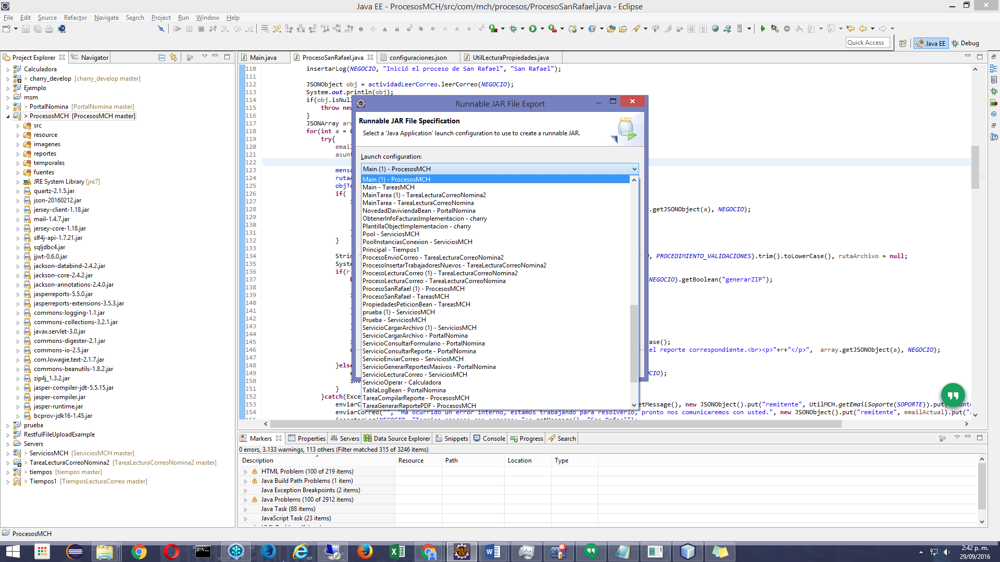 Java EE - ProcesosMCH/src/com/mch/procesos/ProcesoSanRafael.java - Eclipse
File Edit Source Refactor Navigate Search Project Run Window Help
Quick Access
Java EE
Debug
Project Explorer
Navigator
Calculadora
> charry_develop [charry_develop master]
Ejemplo
msm
> PortalNomina [PortalNomina master]
> ProcesosMCH [ProcesosMCH master]
src
resource
imagenes
reportes
temporales
fuentes
JRE System Library [jre7]
quartz-2.1.5.jar
json-20160212.jar
jersey-client-1.18.jar
mail-1.4.7.jar
jersey-core-1.18.jar
slf4j-api-1.7.21.jar
sqljdbc4.jar
jjwt-0.6.0.jar
jackson-databind-2.4.2.jar
jackson-core-2.4.2.jar
jackson-annotations-2.4.0.jar
jasperreports-5.5.0.jar
jasperreports-extensions-3.5.3.jar
commons-logging-1.1.jar
commons-collections-3.2.1.jar
javax.servlet-3.0.jar
commons-digester-2.1.jar
commons-io-2.5.jar
com.lowagie.text-2.1.7.jar
commons-beanutils-1.8.2.jar
zip4j_1.3.2.jar
jasper-compiler-jdt-5.5.15.jar
jasper-compiler.jar
jasper-runtime.jar
bcprov-jdk16-1.45.jar
prueba
RestfulFileUploadExample
Servers
> ServiciosMCH [ServiciosMCH master]
> TareaLecturaCorreoNomina2 [TareaLecturaCorreoNomina2 master]
> tiempos [tiempos master]
> Tiempos1 [TiemposLecturaCorreo master]
Main.java
ProcesoSanRafael.java
configuraciones.json
UtilLecturaPropiedades.java
110 insertarLog(NEGOCIO, "Inició el proceso de San Rafael", "San Rafael");
111
112 JSONObject obj = actividadLeerCorreo.leerCorreo(NEGOCIO);
113 System.out.println(obj);
114 if(obj.isNul
115 throw new
116 }
117 JSONArray arr
118 for(int a = 0
119 try{
120 email
121 asunt
122
123 mensa
124 rutaA
125 objTe
126 if( !
127
128 .getJSONObject(a), NEGOCIO);
129
130
131 }
132 }
133
134 Strin , PROCEDIMIENTO_VALIDACIONES).trim().toLowerCase(), rutaArchivo = null;
135 Syste
136 if(r.
137 NEGOCIO).getBoolean("generarZIP");
138
139
140
141
142
143
144
145 ase();
146 el reporte correspondiente.<br><p>"+r+"</p>", array.getJSONObject(a), NEGOCIO);
147
148 }else
149 CIO);
150 inv
151 }
152 }catch(Exce
153 enviarC etMessage(), new JSONObject().put("remitente", UtilMCH.getEmailSoporte(SOPORTE)).put(
154 enviarCorreo("", "Ha ocurrido un error interno, estamos trabajando para resolverlo, pronto nos comunicaremos con usted.", new JSONObject().put("remitente", emailActual).put("a
Runnable JAR File Export
Runnable JAR File Specification
Select a 'Java Application' launch configuration to use to create a runnable JAR.
Launch configuration:
Main (1) - ProcesosMCH
Main (1) - ProcesosMCH
Main - TareasMCH
MainTarea (1) - TareaLecturaCorreoNomina2
MainTarea - TareaLecturaCorreoNomina
NovedadDaviviendaBean - PortalNomina
ObtenerInfoFacturasImplementacion - charry
PlantillaObjectImplementacion - charry
Pool - ServiciosMCH
PoolInstanciasConexion - ServiciosMCH
Principal - Tiempos1
ProcesoEnvioCorreo - TareaLecturaCorreoNomina2
ProcesoInsertarTrabajadoresNuevos - TareaLecturaCorreoNomina2
ProcesoLecturaCorreo (1) - TareaLecturaCorreoNomina2
ProcesoLecturaCorreo - TareaLecturaCorreoNomina
ProcesoSanRafael (1) - ProcesosMCH
ProcesoSanRafael - TareasMCH
PropiedadesPeticionBean - TareasMCH
prueba (1) - ServiciosMCH
Prueba - ServiciosMCH
ServicioCargarArchivo (1) - ServiciosMCH
ServicioCargarArchivo - PortalNomina
ServicioConsultarFormulario - PortalNomina
ServicioConsultarReporte - PortalNomina
ServicioEnviarCorreo - ServiciosMCH
ServicioGenerarReportesMasivos - PortalNomina
ServicioLecturaCorreo - ServiciosMCH
ServicioOperar - Calculadora
TablaLogBean - PortalNomina
TareaCompilarReporte - ProcesosMCH
TareaGenerarReportePDF - ProcesosMCH
Markers Properties Servers Data Source Explorer Snippets Console Progress Search
0 errors, 3.133 warnings, 113 others (Filter matched 315 of 3246 items)
Description Resource Path Location Type
HTML Problem (100 of 219 items)
Java Build Path Problems (1 item)
Java Exception Breakpoints (2 items)
Java Problems (100 of 2912 items)
Java Task (88 items)
JavaScript Task (23 items)
ProcesosMCH
2:42 p. m.
29/09/2016